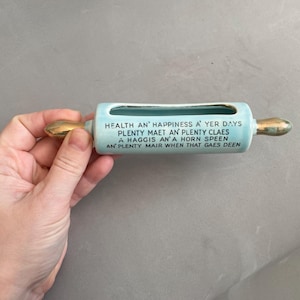 HEALTH AN' HAPPINESS A' YER DAYS
PLENTY MAET AN' PLENTY CLAES
A HAGGIS AN' A HORN SPEEN
AN' PLENTY MAIR WHEN THAT GAES DEEN